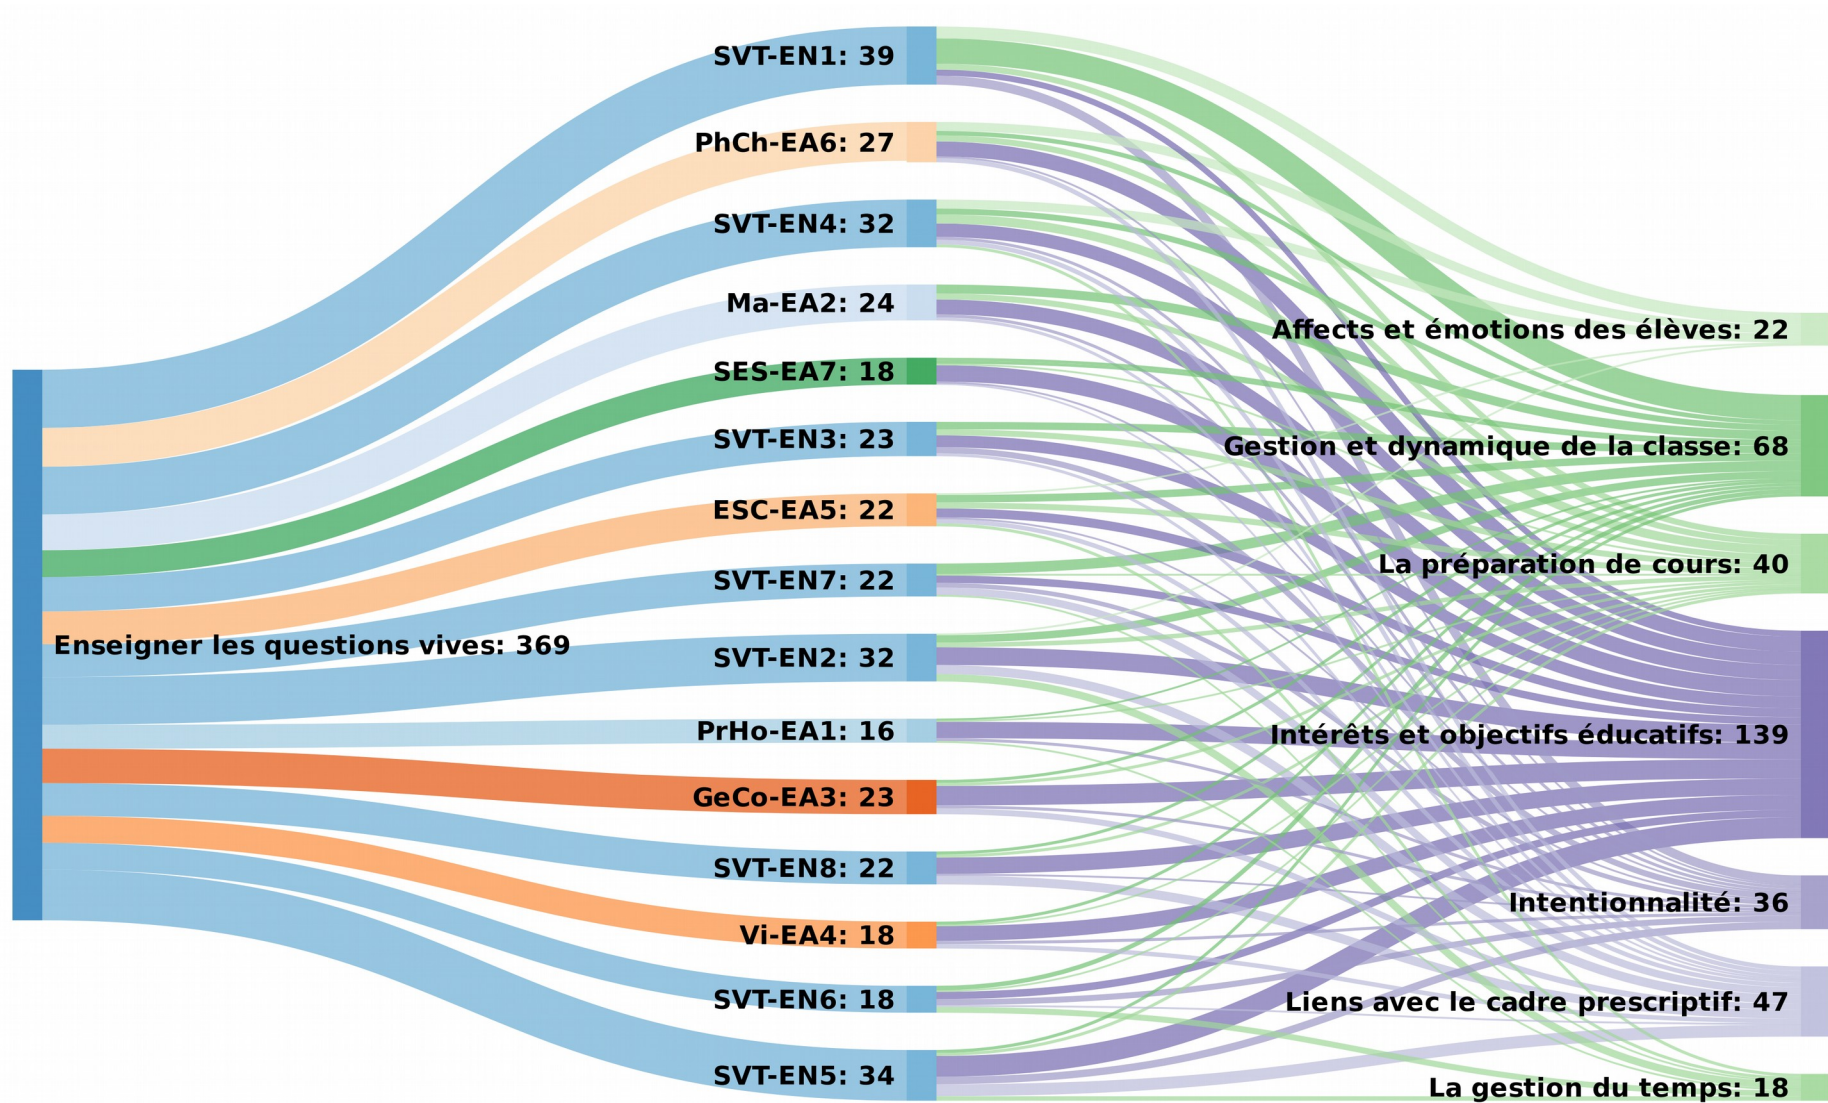 SVT-EN1: 39
PhCh-EA6: 27
SVT-EN4: 32
Ma-EA2: 24
SES-EA7: 18
SVT-EN3: 23
ESC-EA5: 22
SVT-EN7: 22
SVT-EN2: 32
PrHo-EA1: 16
GeCo-EA3: 23
SVT-EN8: 22
Vi-EA4: 18
SVT-EN6: 18
SVT-EN5: 34
Enseigner les questions vives: 369
Affects et émotions des élèves: 22
Gestion et dynamique de la classe: 68
La préparation de cours: 40
Intérêts et objectifs éducatifs: 139
Intentionnalité: 36
Liens avec le cadre prescriptif: 47
La gestion du temps: 18